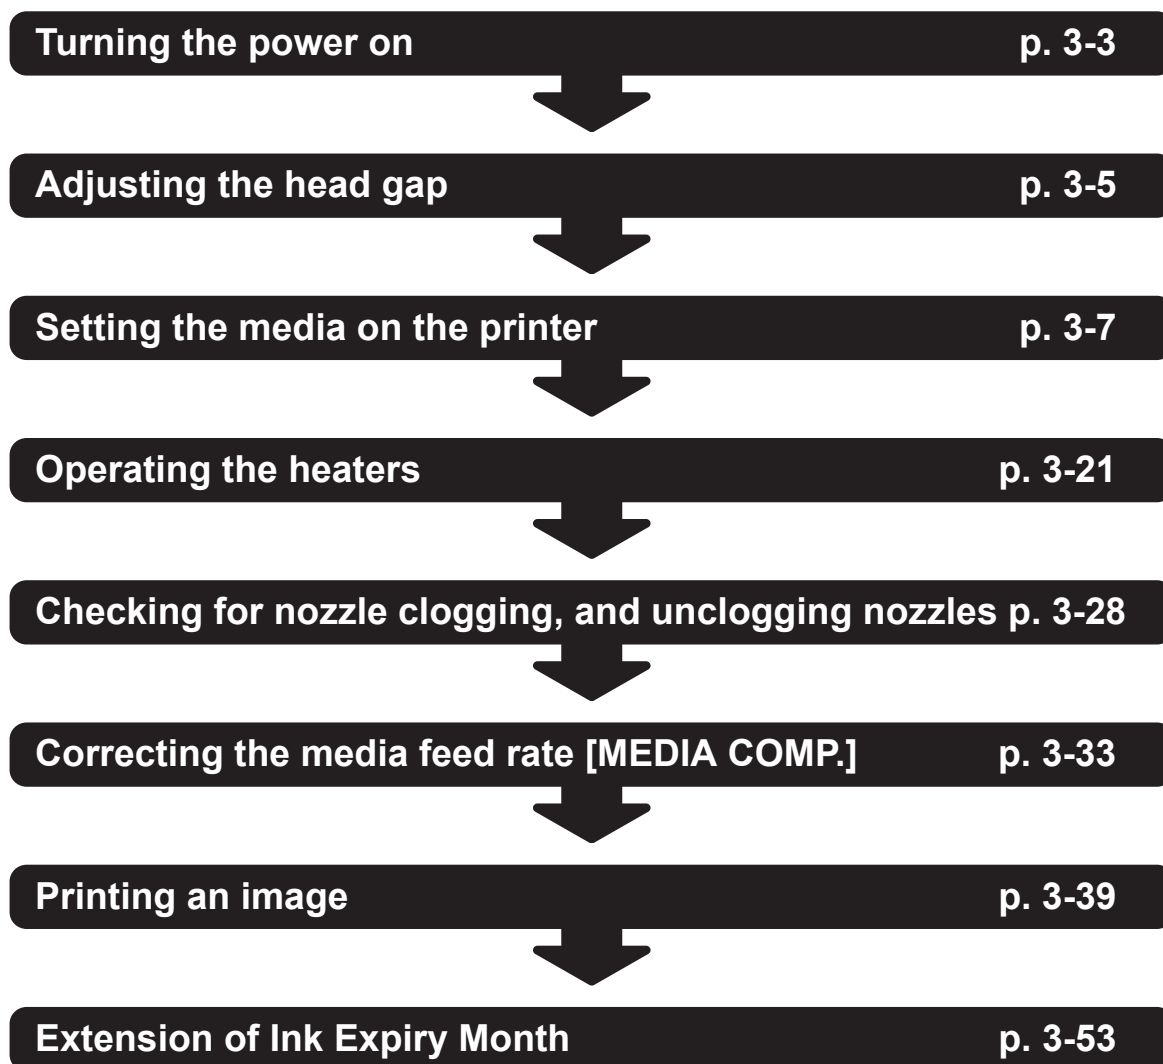 Turning the power on p. 3-3
Adjusting the head gap p. 3-5
Setting the media on the printer p. 3-7
Operating the heaters p. 3-21
Checking for nozzle clogging, and unclogging nozzles p. 3-28
Correcting the media feed rate [MEDIA COMP.] p. 3-33
Printing an image p. 3-39
Extension of Ink Expiry Month p. 3-53